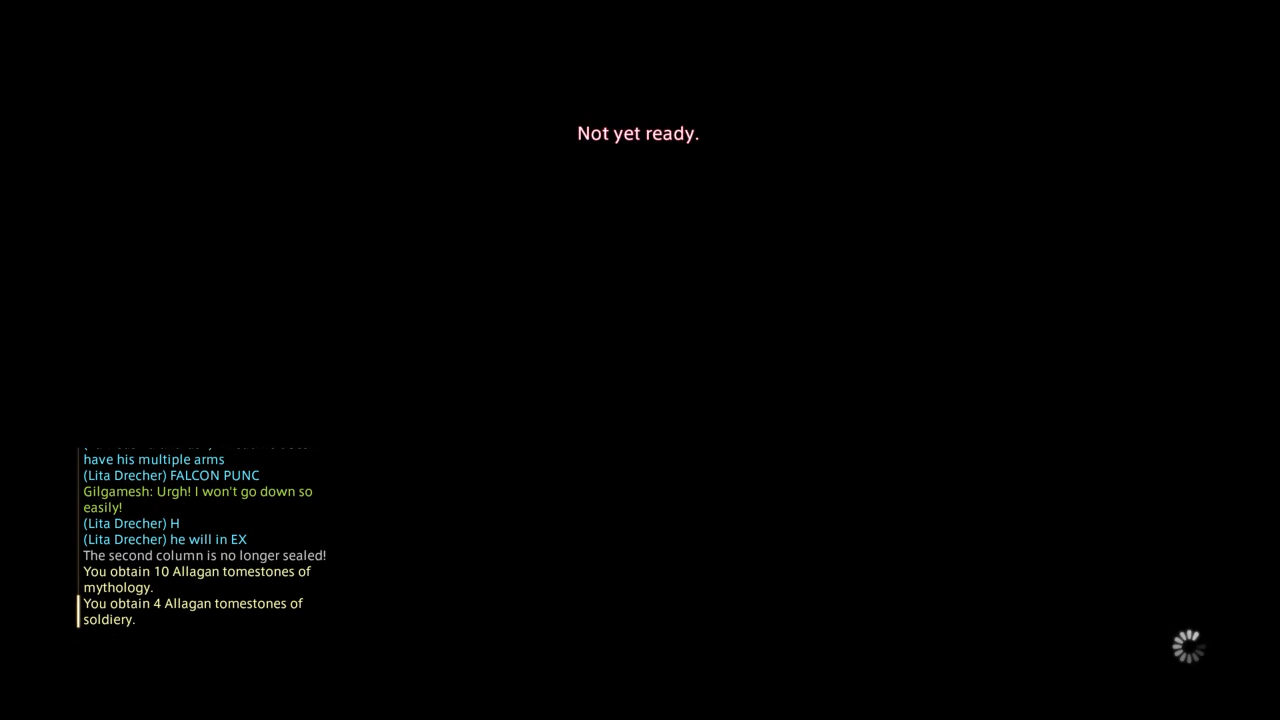 Not yet ready.
have his multiple arms
(Lita Drecher) FALCON PUNC
Gilgamesh: Urgh! I won't go down so
easily!
(Lita Drecher) H
(Lita Drecher) he will in EX
The second column is no longer sealed!
You obtain 10 Allagan tomestones of
mythology.
You obtain 4 Allagan tomestones of
soldiery.